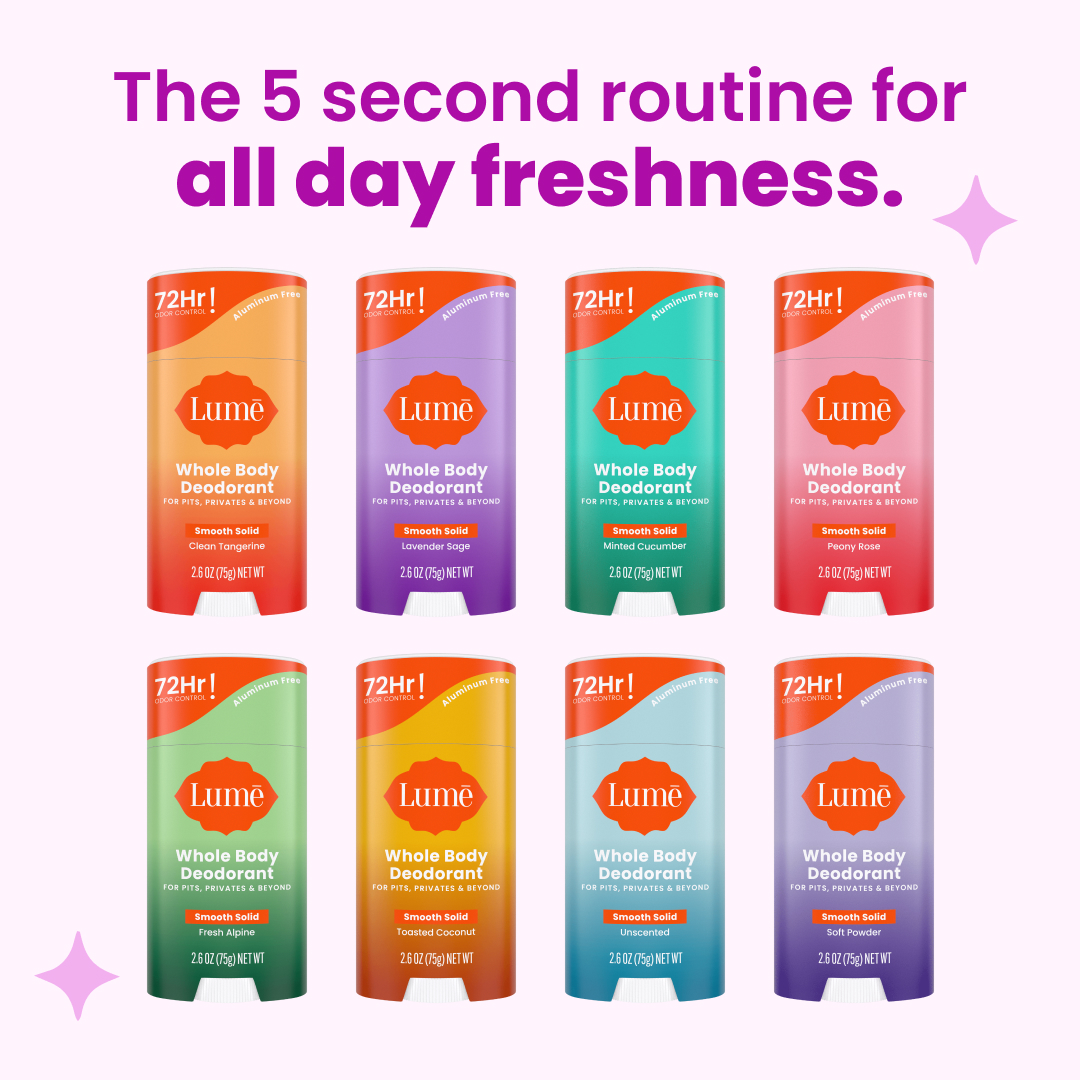 The 5 second routine for
all day freshness.
72Hr!
ODOR CONTROL
Aluminum Free
Lumē
Whole Body
Deodorant
FOR PITS, PRIVATES & BEYOND
Smooth Solid
Clean Tangerine
2.6 OZ (75g) NET WT
72Hr!
ODOR CONTROL
Aluminum Free
Lumē
Whole Body
Deodorant
FOR PITS, PRIVATES & BEYOND
Smooth Solid
Lavender Sage
2.6 OZ (75g) NET WT
72Hr!
ODOR CONTROL
Aluminum Free
Lumē
Whole Body
Deodorant
FOR PITS, PRIVATES & BEYOND
Smooth Solid
Minted Cucumber
2.6 OZ (75g) NET WT
72Hr!
ODOR CONTROL
Aluminum Free
Lumē
Whole Body
Deodorant
FOR PITS, PRIVATES & BEYOND
Smooth Solid
Peony Rose
2.6 OZ (75g) NET WT
72Hr!
ODOR CONTROL
Aluminum Free
Lumē
Whole Body
Deodorant
FOR PITS, PRIVATES & BEYOND
Smooth Solid
Fresh Alpine
2.6 OZ (75g) NET WT
72Hr!
ODOR CONTROL
Aluminum Free
Lumē
Whole Body
Deodorant
FOR PITS, PRIVATES & BEYOND
Smooth Solid
Toasted Coconut
2.6 OZ (75g) NET WT
72Hr!
ODOR CONTROL
Aluminum Free
Lumē
Whole Body
Deodorant
FOR PITS, PRIVATES & BEYOND
Smooth Solid
Unscented
2.6 OZ (75g) NET WT
72Hr!
ODOR CONTROL
Aluminum Free
Lumē
Whole Body
Deodorant
FOR PITS, PRIVATES & BEYOND
Smooth Solid
Soft Powder
2.6 OZ (75g) NET WT